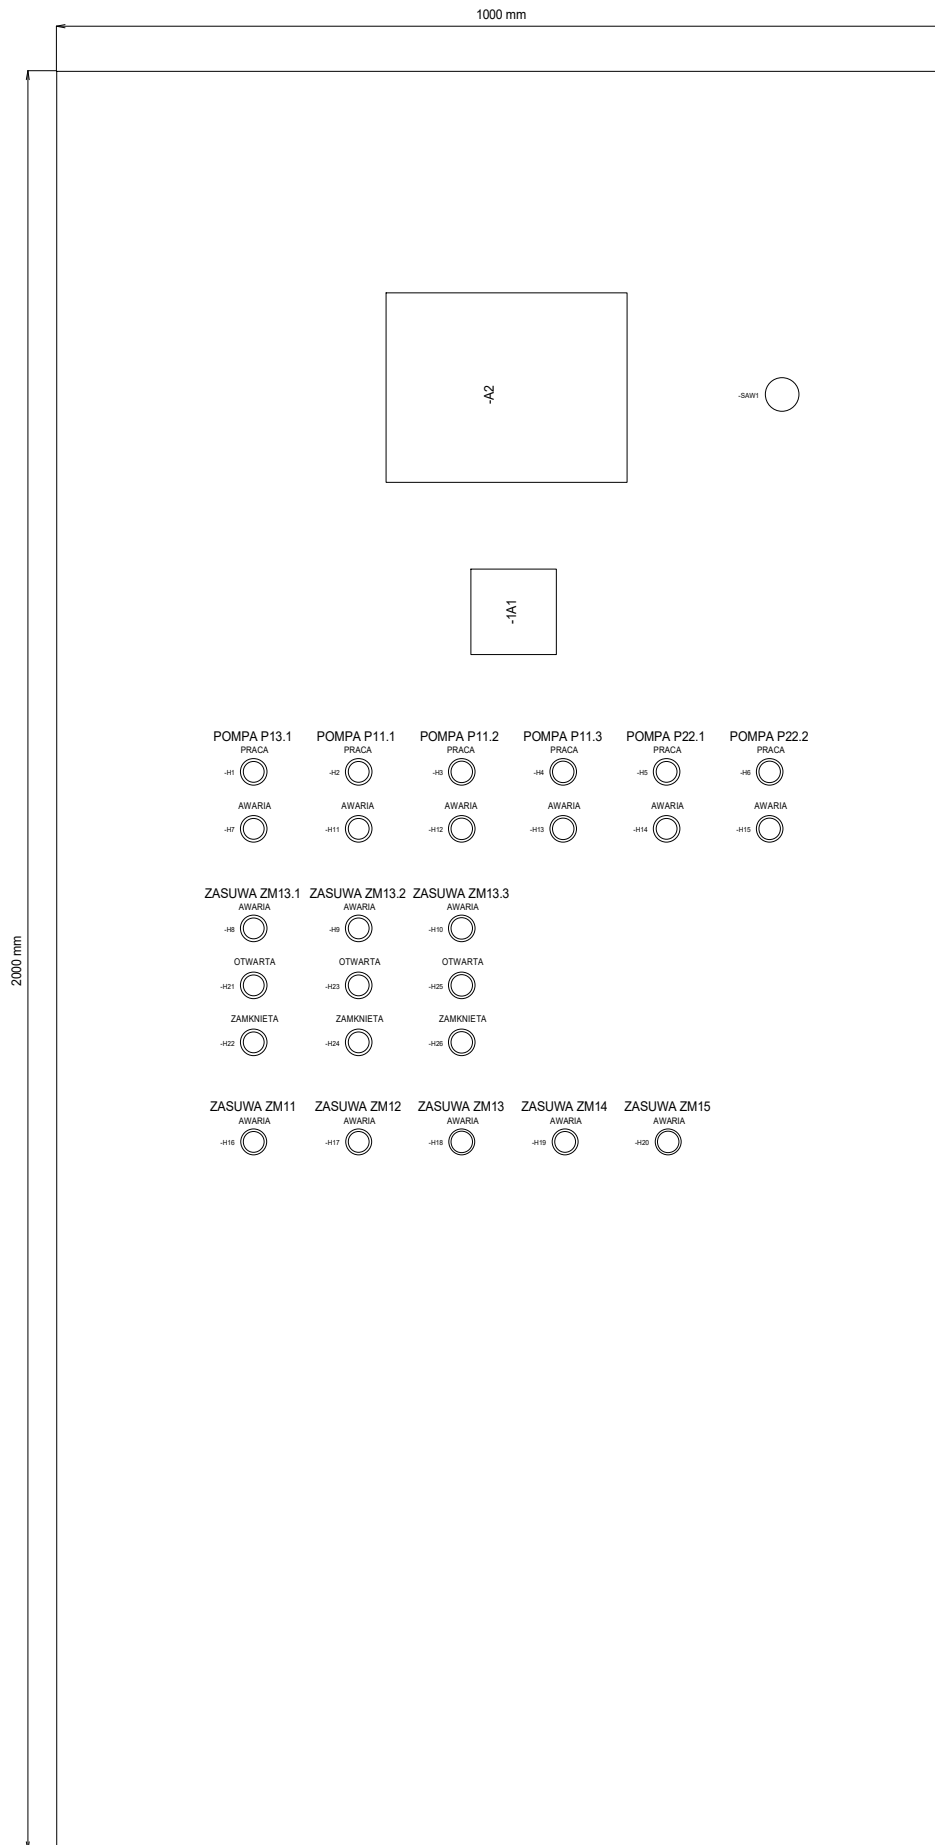 1000 mm
2000 mm
-A2
-SAW1
-1A1
POMPA P13.1 POMPA P11.1 POMPA P11.2 POMPA P11.3 POMPA P22.1 POMPA P22.2
PRACA PRACA PRACA PRACA PRACA PRACA
-H1 -H2 -H3 -H4 -H5 -H6
AWARIA AWARIA AWARIA AWARIA AWARIA AWARIA
-H7 -H11 -H12 -H13 -H14 -H15
ZASUWA ZM13.1 ZASUWA ZM13.2 ZASUWA ZM13.3
AWARIA AWARIA AWARIA
-H8 -H9 -H10
OTWARTA OTWARTA OTWARTA
-H21 -H23 -H25
ZAMKNIETA ZAMKNIETA ZAMKNIETA
-H22 -H24 -H26
ZASUWA ZM11 ZASUWA ZM12 ZASUWA ZM13 ZASUWA ZM14 ZASUWA ZM15
AWARIA AWARIA AWARIA AWARIA AWARIA
-H16 -H17 -H18 -H19 -H20